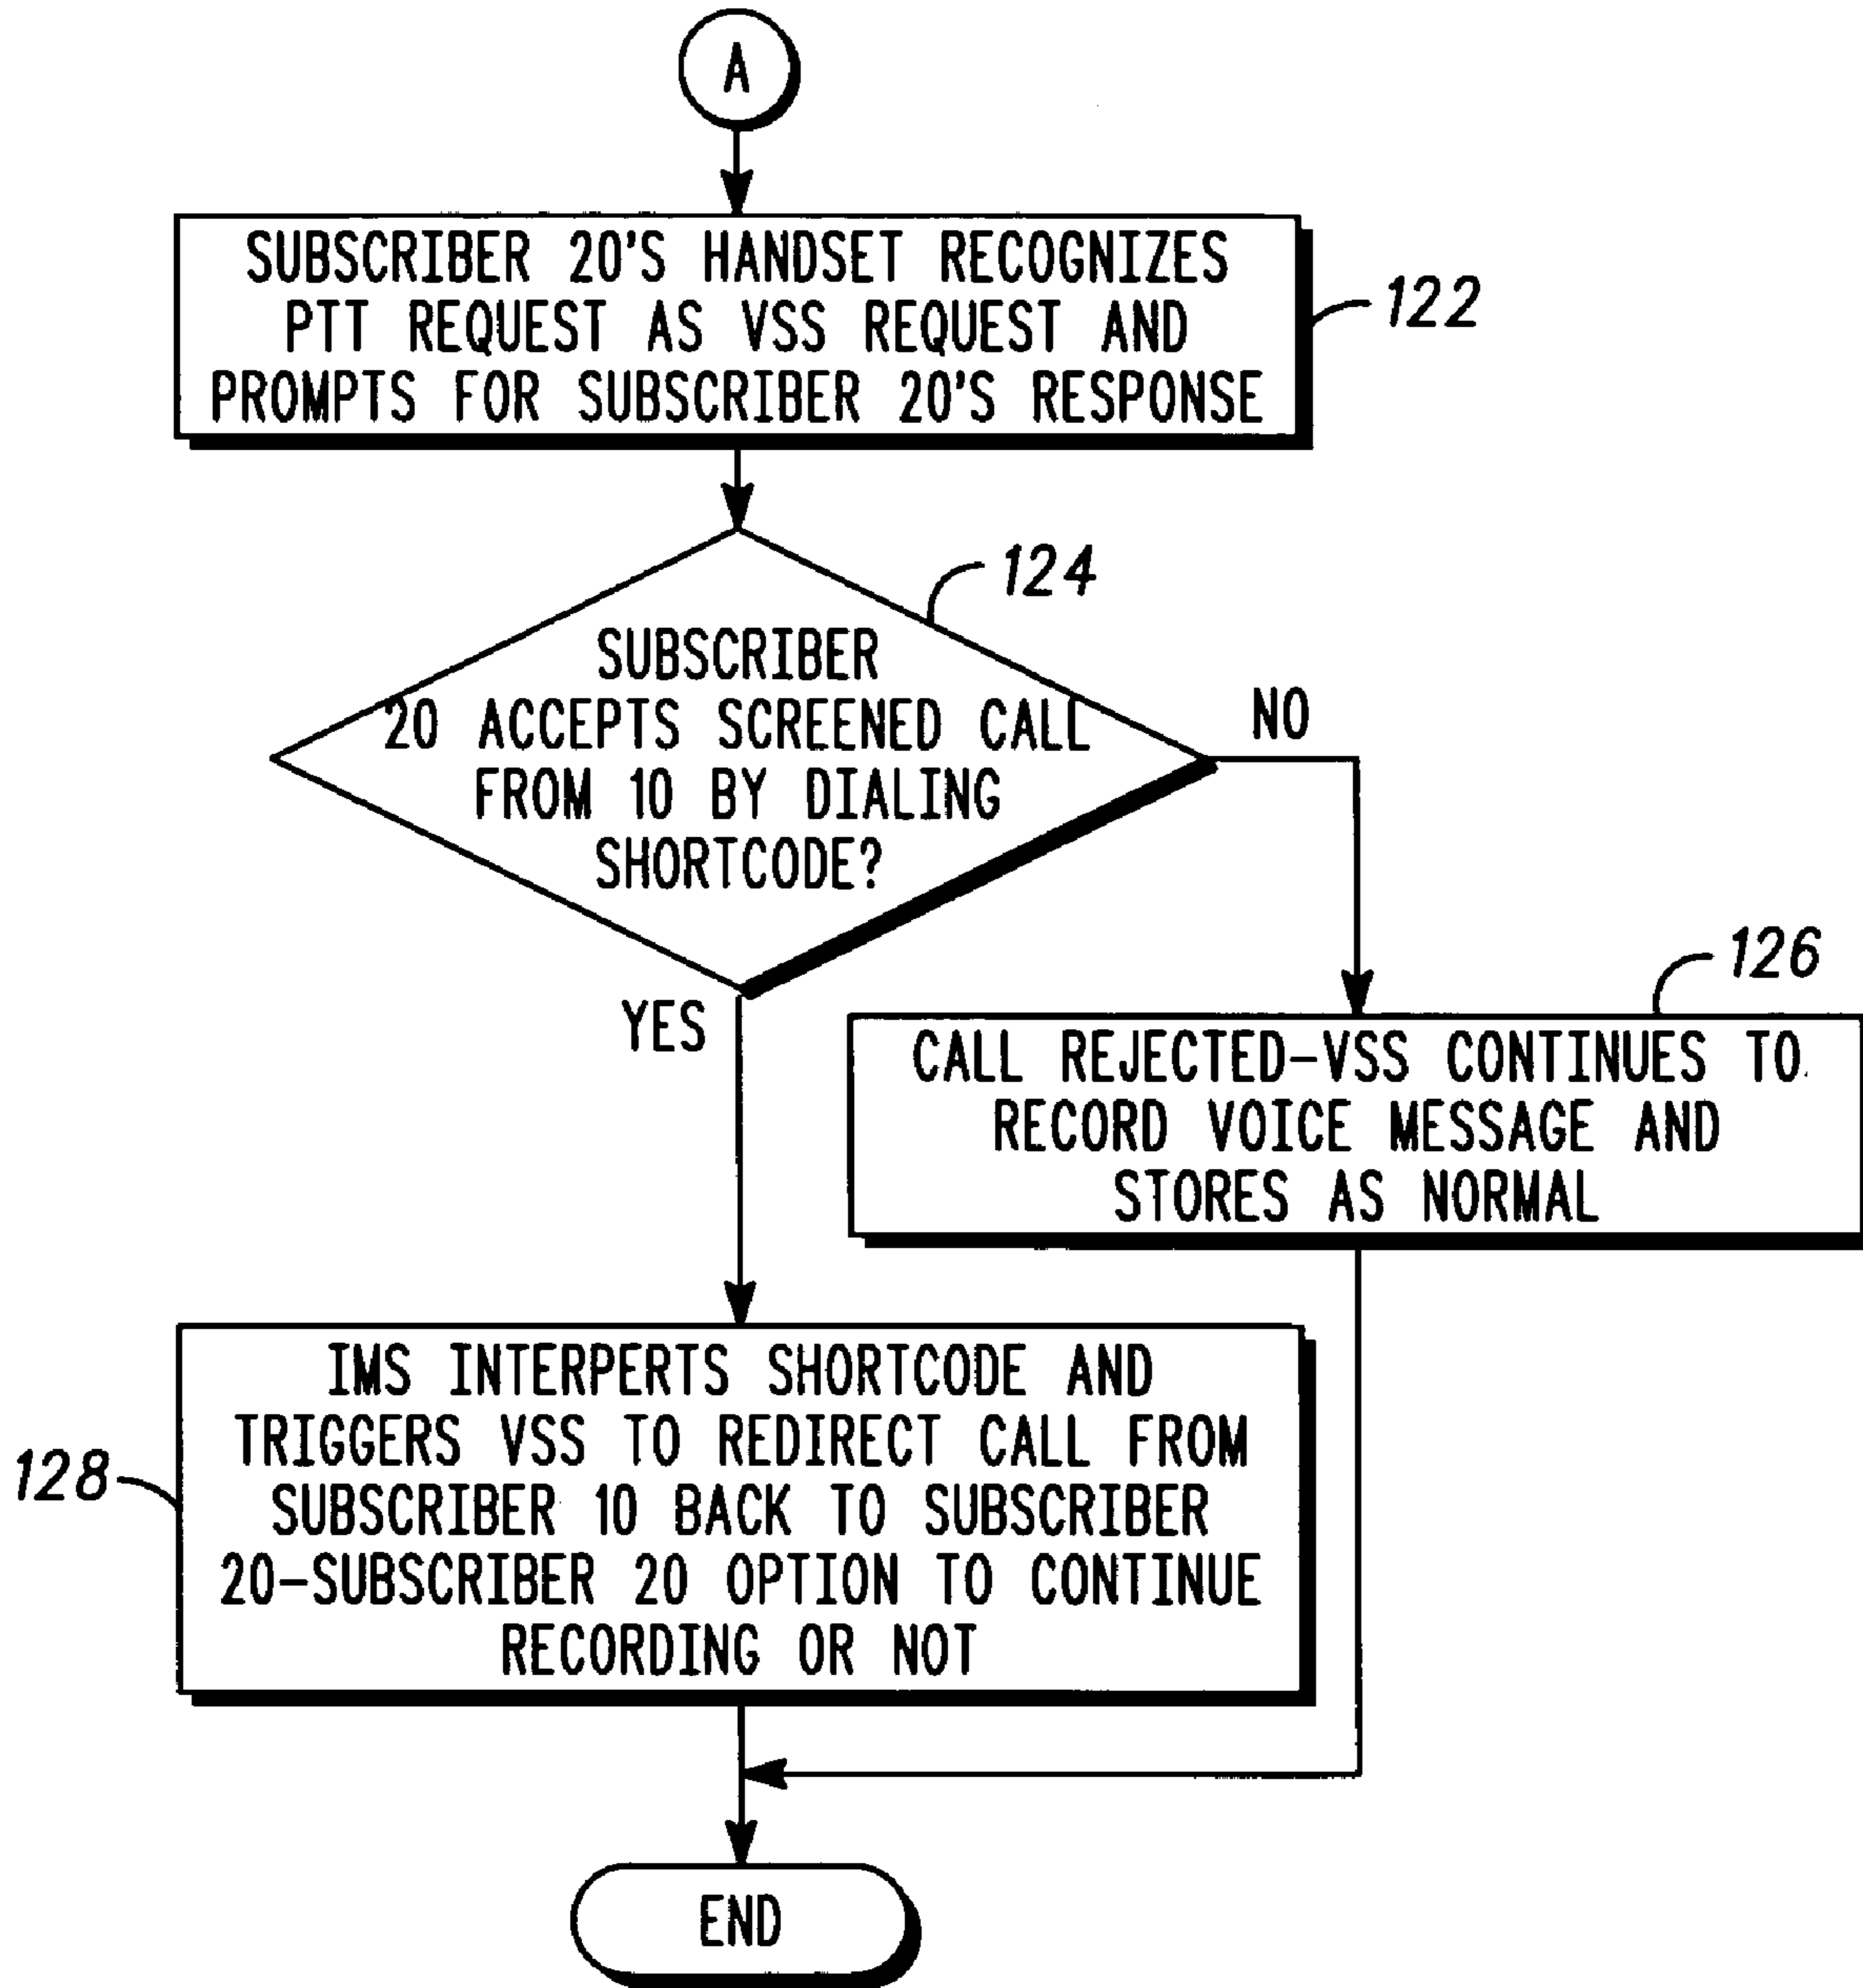 A
SUBSCRIBER 20'S HANDSET RECOGNIZES
PTT REQUEST AS VSS REQUEST AND
PROMPTS FOR SUBSCRIBER 20'S RESPONSE
122
124
SUBSCRIBER
20 ACCEPTS SCREENED CALL
FROM 10 BY DIALING
SHORTCODE?
NO
YES
126
CALL REJECTED-VSS CONTINUES TO
RECORD VOICE MESSAGE AND
STORES AS NORMAL
128
IMS INTERPERTS SHORTCODE AND
TRIGGERS VSS TO REDIRECT CALL FROM
SUBSCRIBER 10 BACK TO SUBSCRIBER
20-SUBSCRIBER 20 OPTION TO CONTINUE
RECORDING OR NOT
END